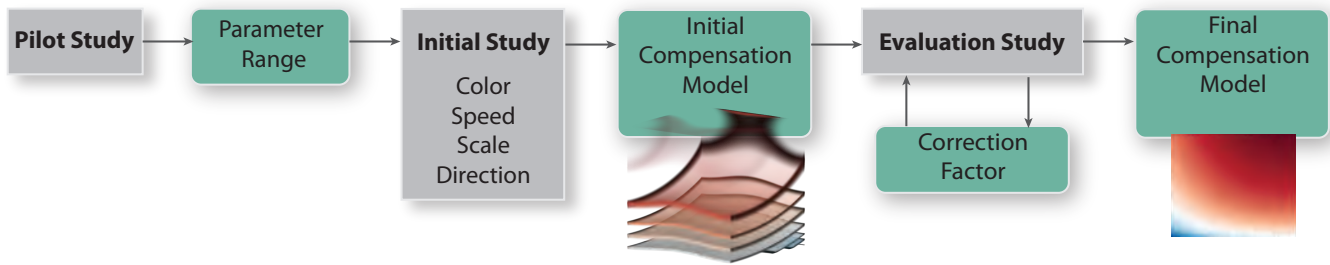 Pilot Study
Parameter
Range
Initial Study
Color
Speed
Scale
Direction
Initial
Compensation
Model
Evaluation Study
Correction
Factor
Final
Compensation
Model